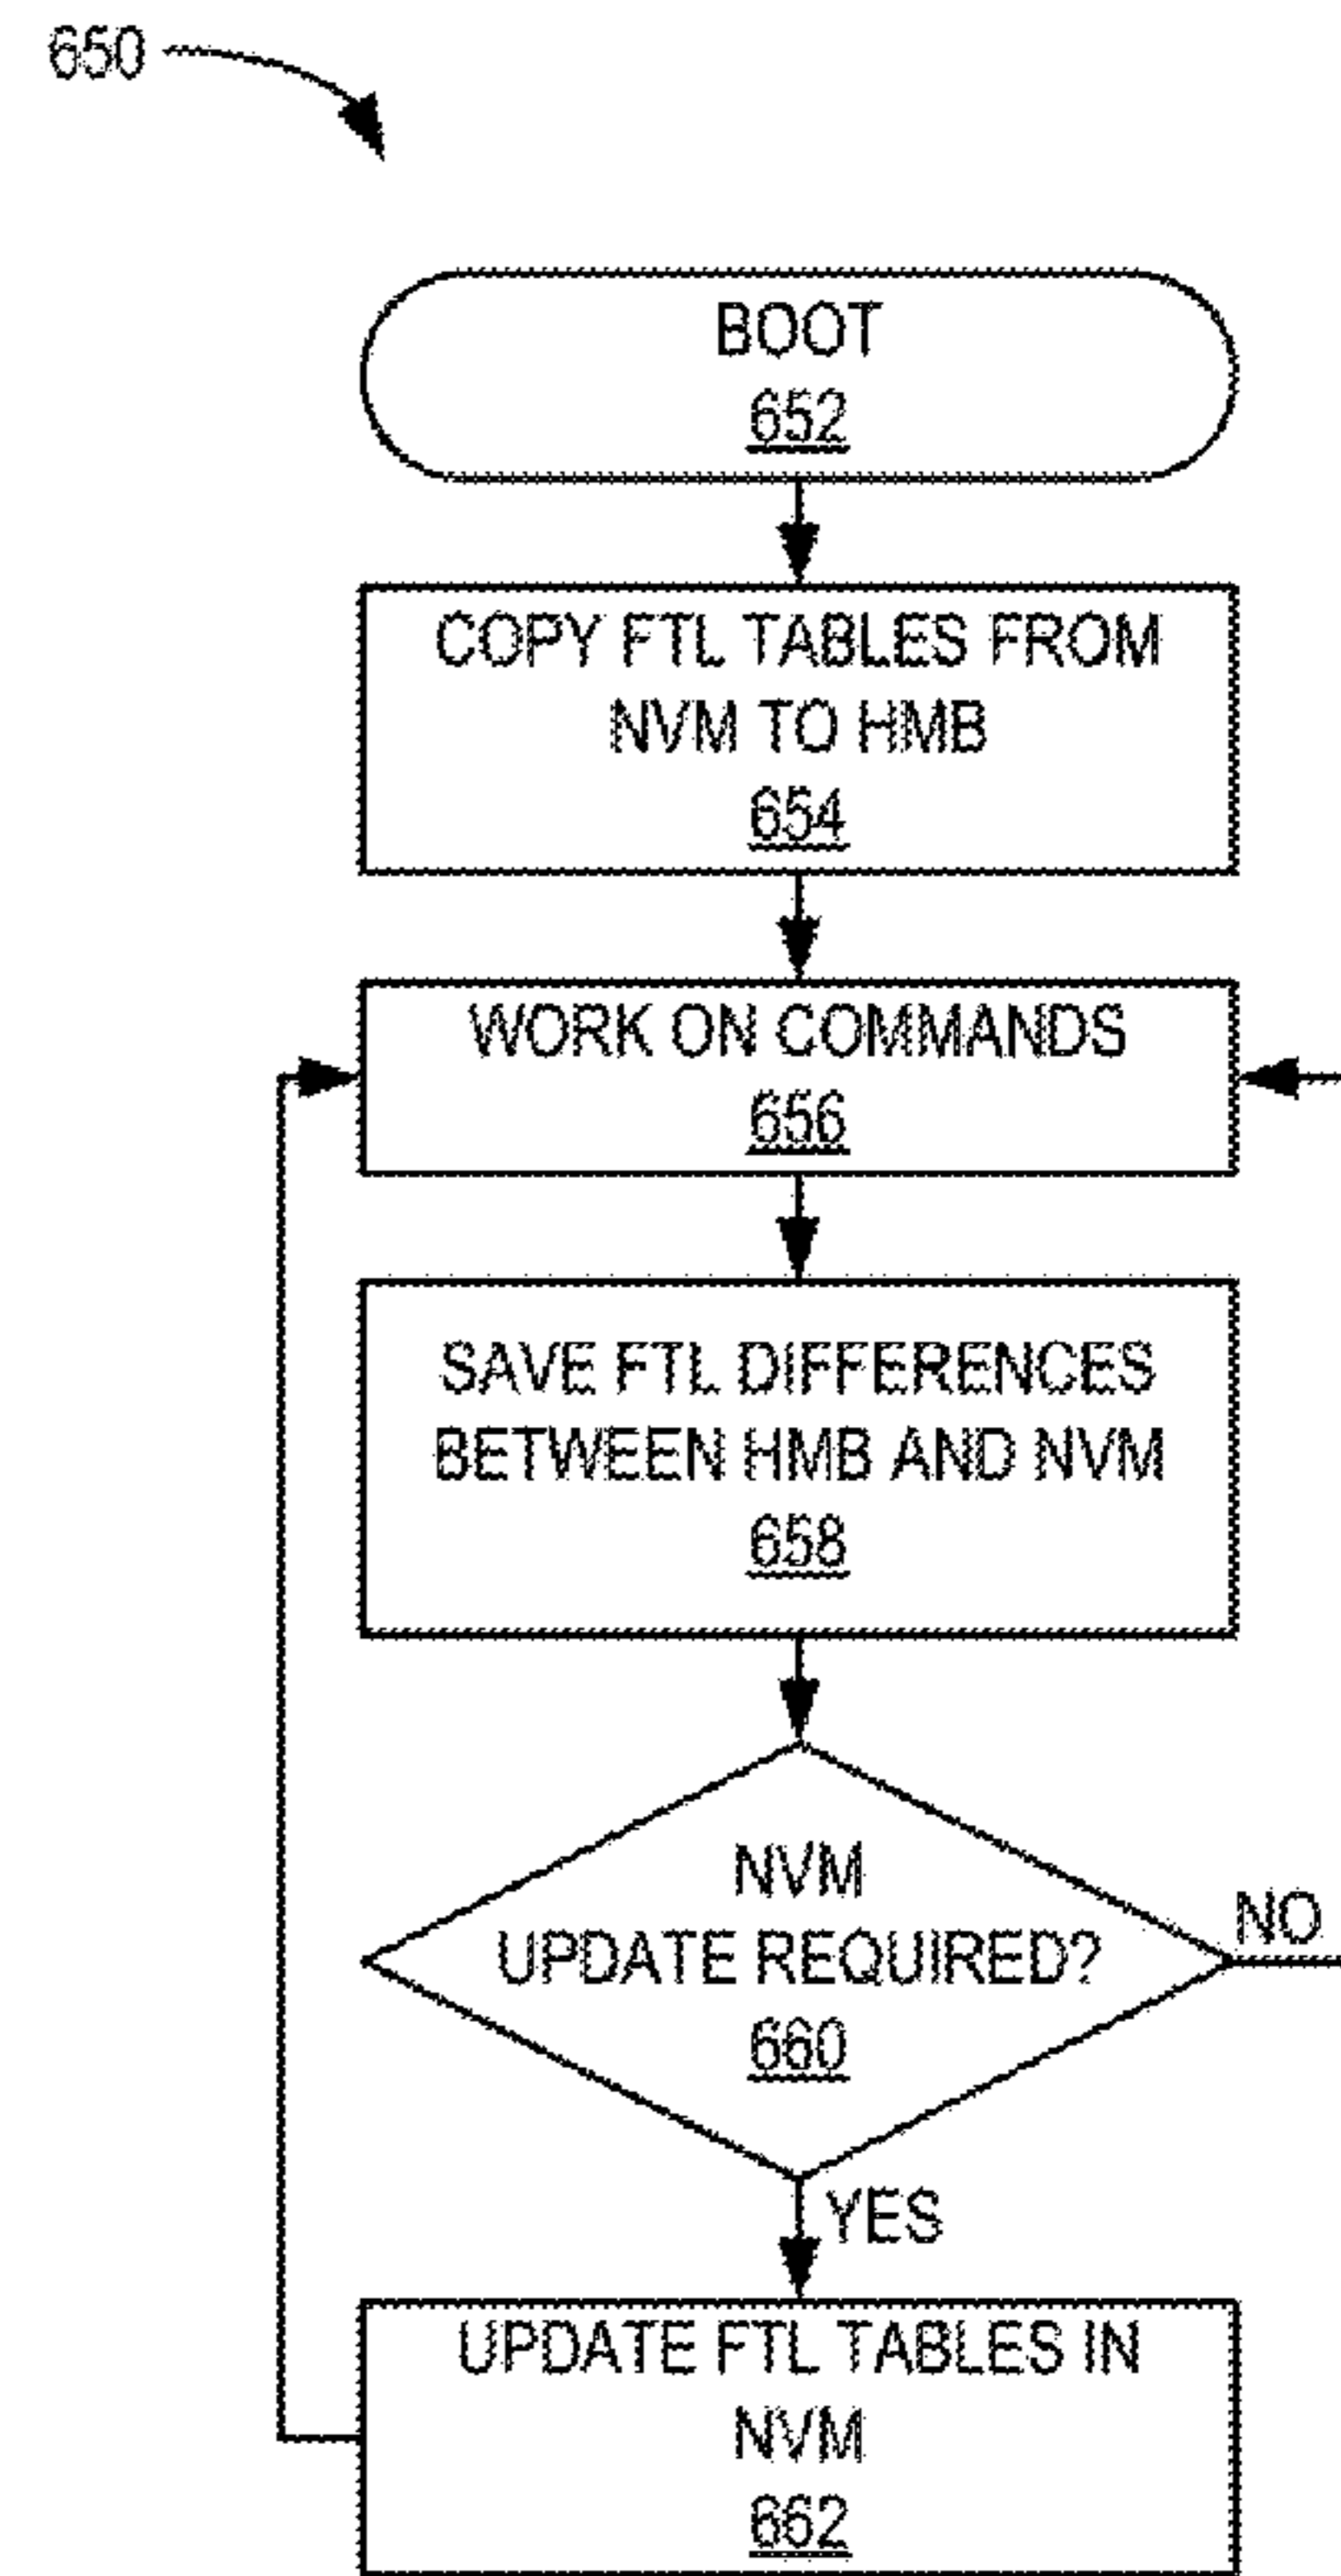 650
BOOT
652
COPY FTL TABLES FROM
NVM TO HMB
654
WORK ON COMMANDS
656
SAVE FTL DIFFERENCES
BETWEEN HMB AND NVM
658
NVM
UPDATE REQUIRED?
660
NO
YES
UPDATE FTL TABLES IN
NVM
662